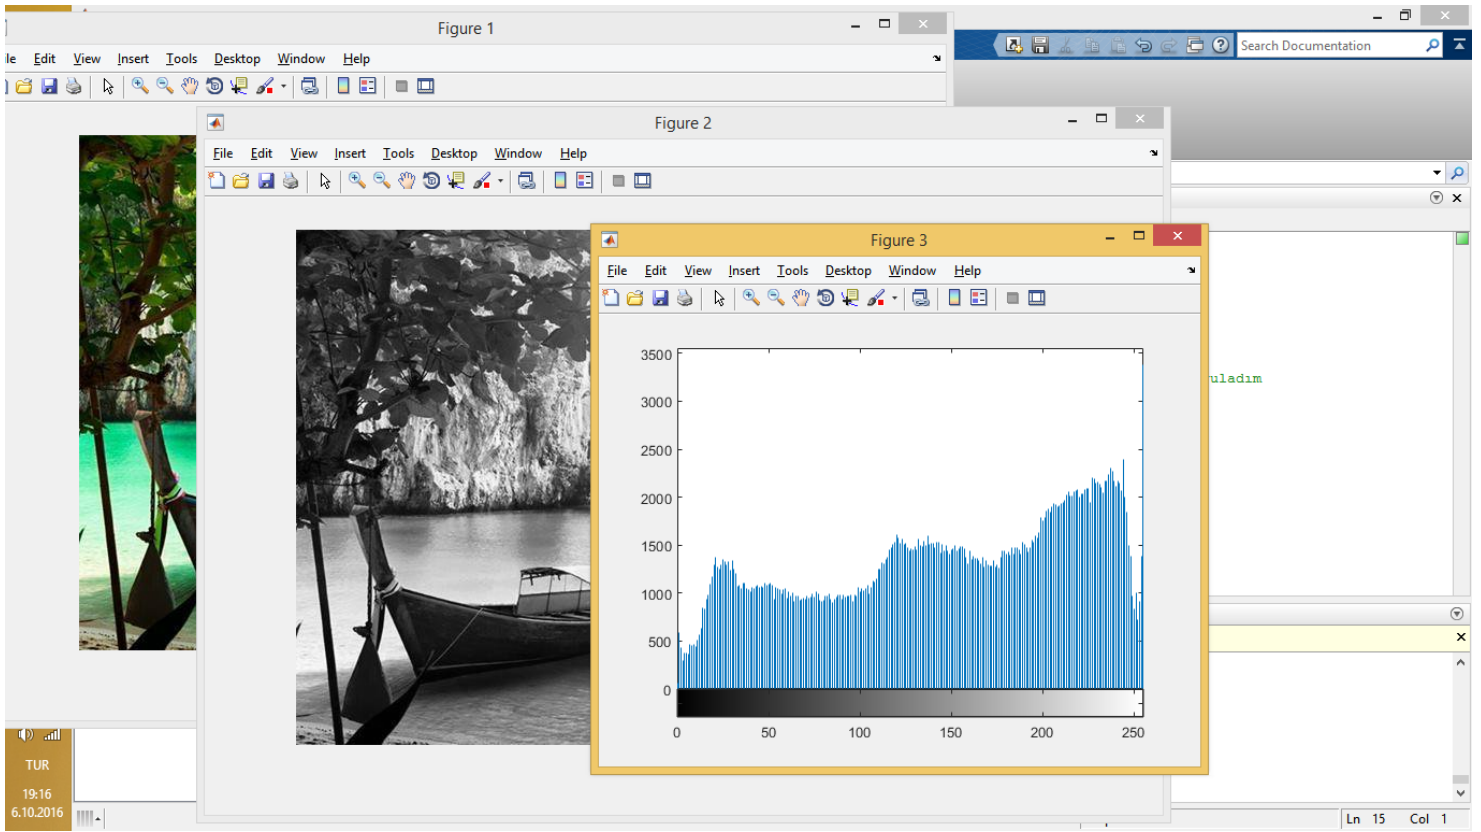 Figure 1
Edit View Insert Tools Desktop Window Help
Search Documentation
Figure 2
File Edit View Insert Tools Desktop Window Help
Figure 3
File Edit View Insert Tools Desktop Window Help
3500
3000
2500
2000
1500
1000
500
0
0 50 100 150 200 250
uladım
TUR
19:16
6.10.2016
Ln 15 Col 1